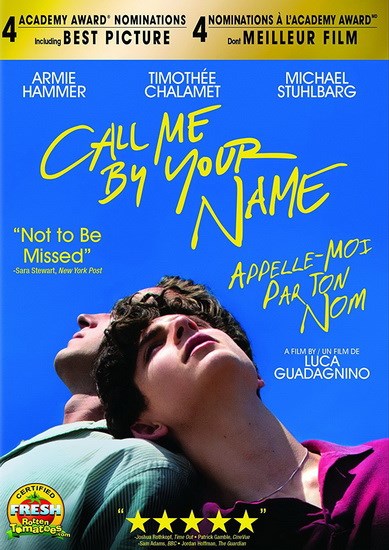 4 ACADEMY AWARD® NOMINATIONS
Including BEST PICTURE
4 NOMINATIONS À L'ACADEMY AWARDMD
Dont MEILLEUR FILM
ARMIE HAMMER
TIMOTHÉE CHALAMET
MICHAEL STUHLBARG
CALL ME
BY YOUR
NAME
"Not to Be
Missed"
-Sara Stewart, New York Post
APPELLE-MOI
PAR TON
NOM
A FILM BY / UN FILM DE
LUCA
GUADAGNINO
CERTIFIED
FRESH
Rotten
Tomatoes.com
"★★★★★"
-Joshua Rothkopf, Time Out • Patrick Gamble, CineVue
-Sam Adams, BBC • Jordan Hoffman, The Guardian